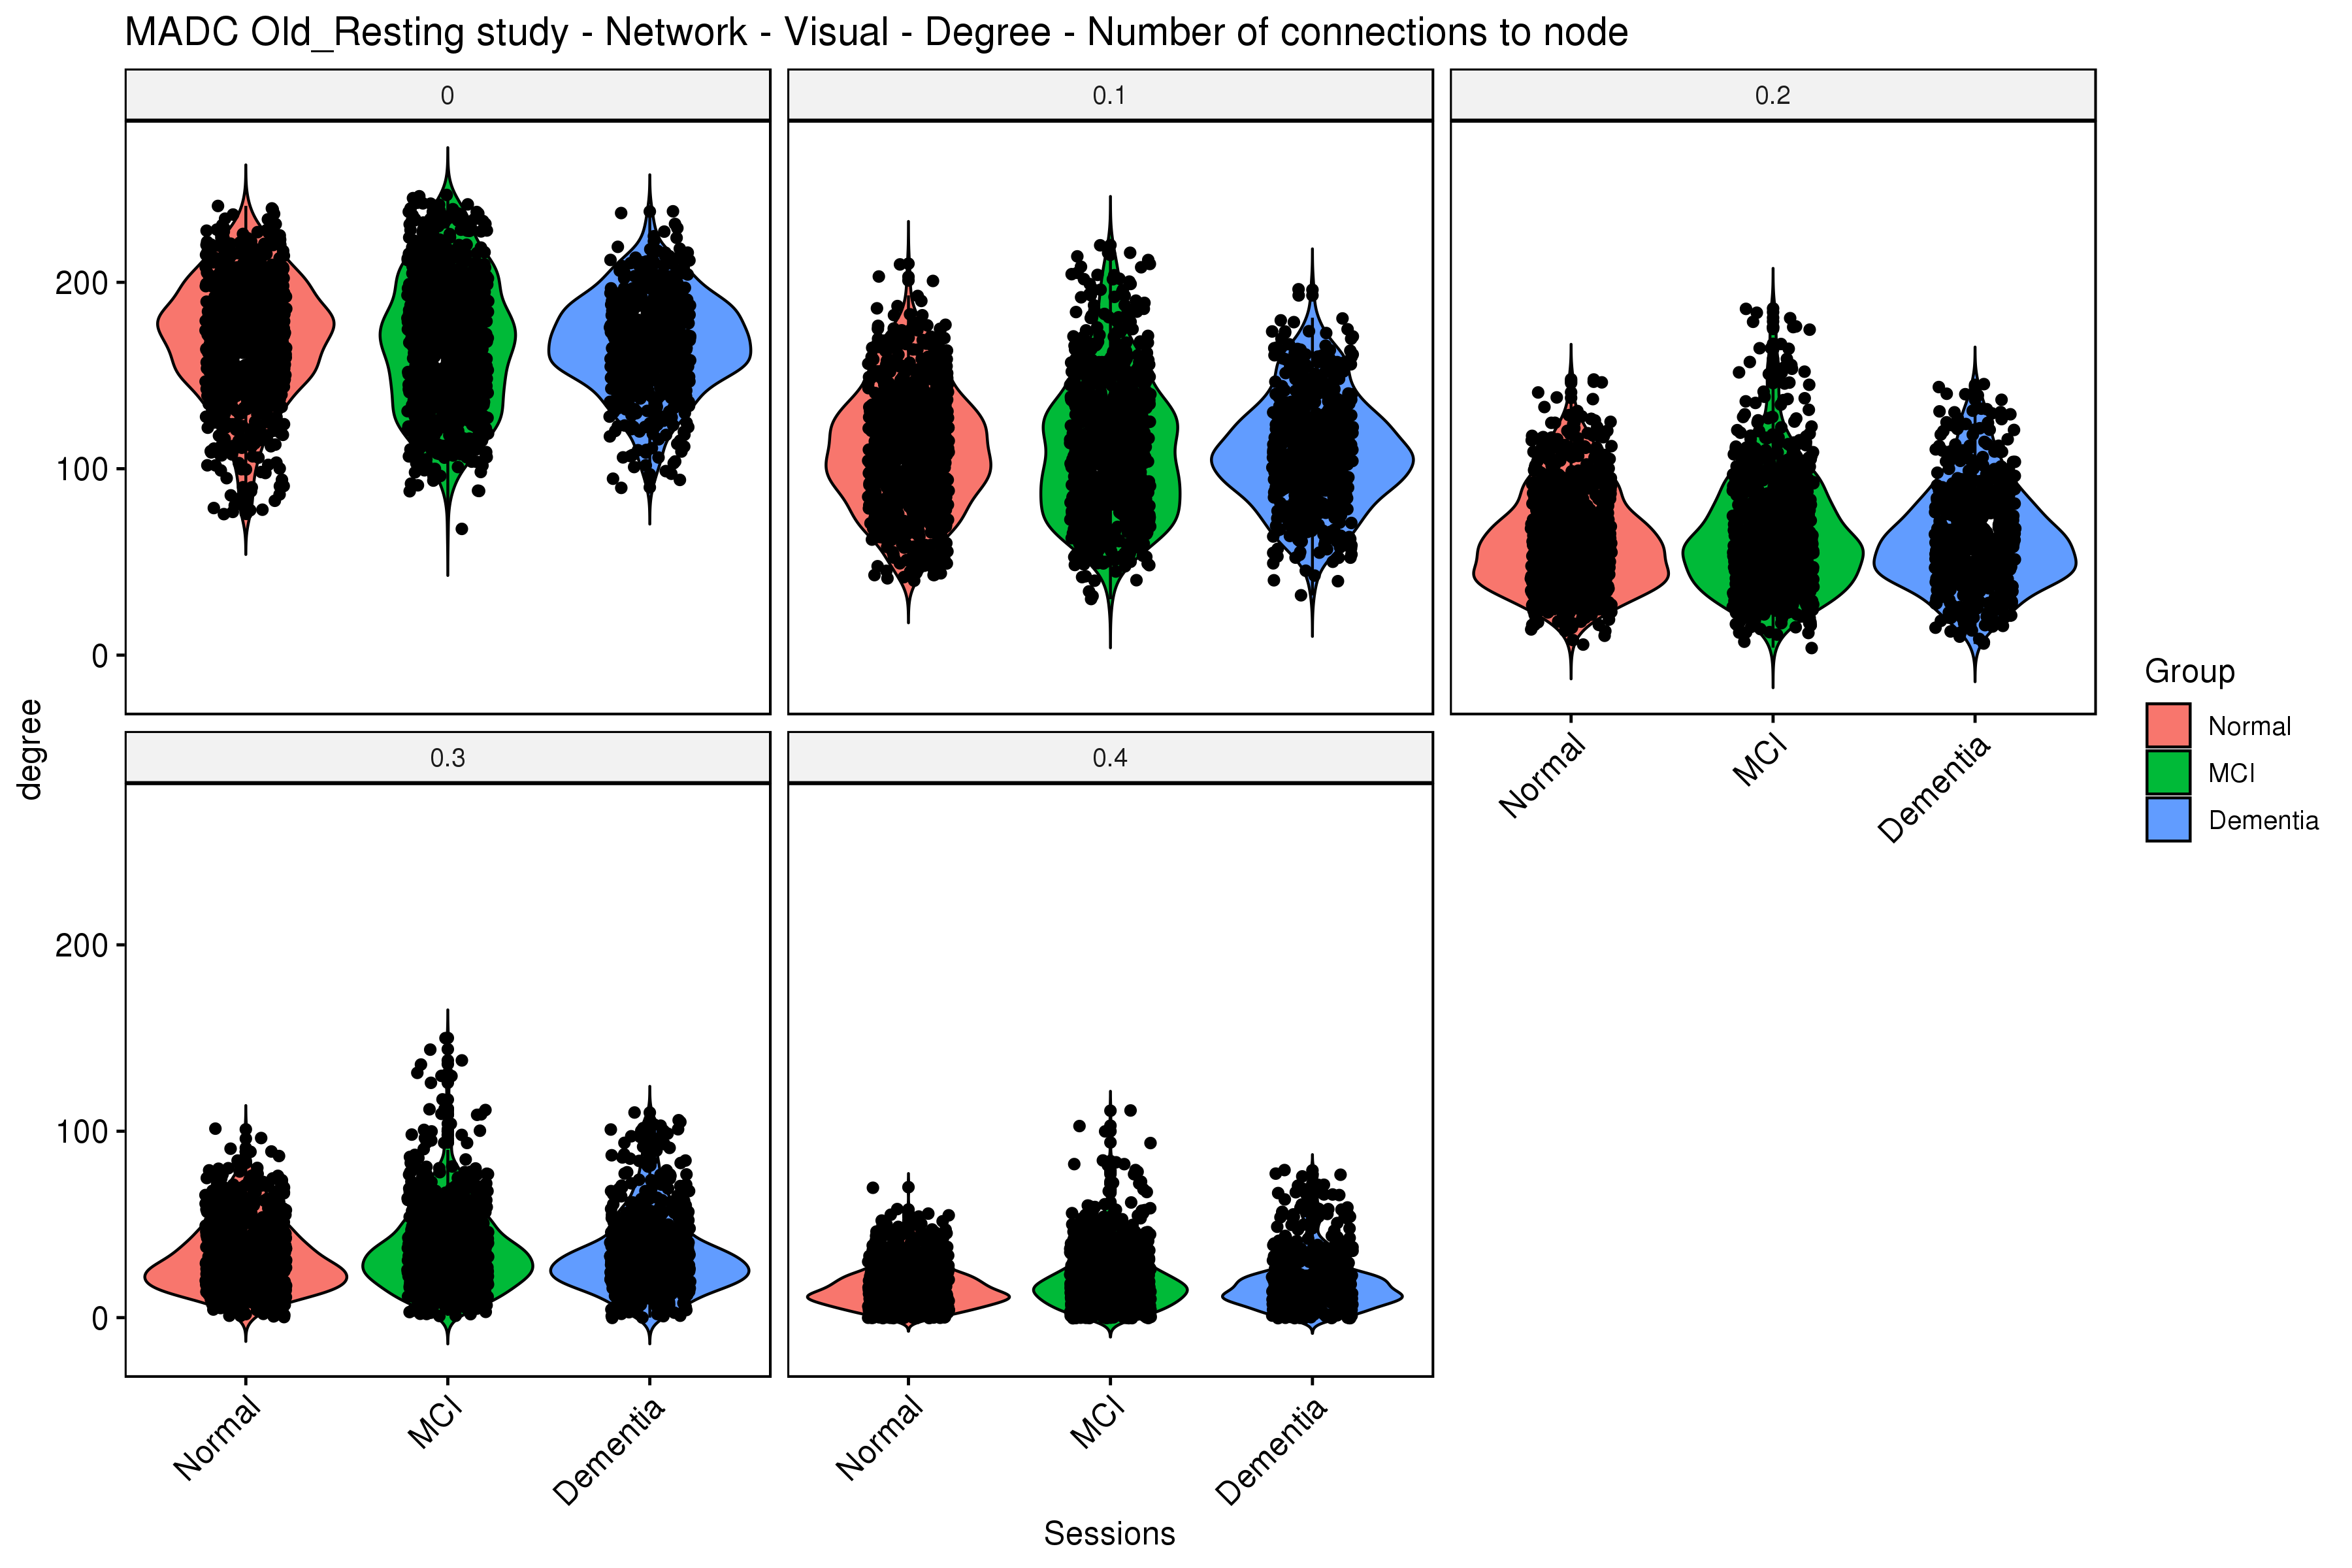 MADC Old_Resting study - Network - Visual - Degree - Number of connections to node
0
0.1
0.2
200
100
0
degree
Normal
MCI
Dementia
Group
Normal
MCI
Dementia
0.3
0.4
200
100
0
Normal
MCI
Dementia
Normal
MCI
Dementia
Sessions